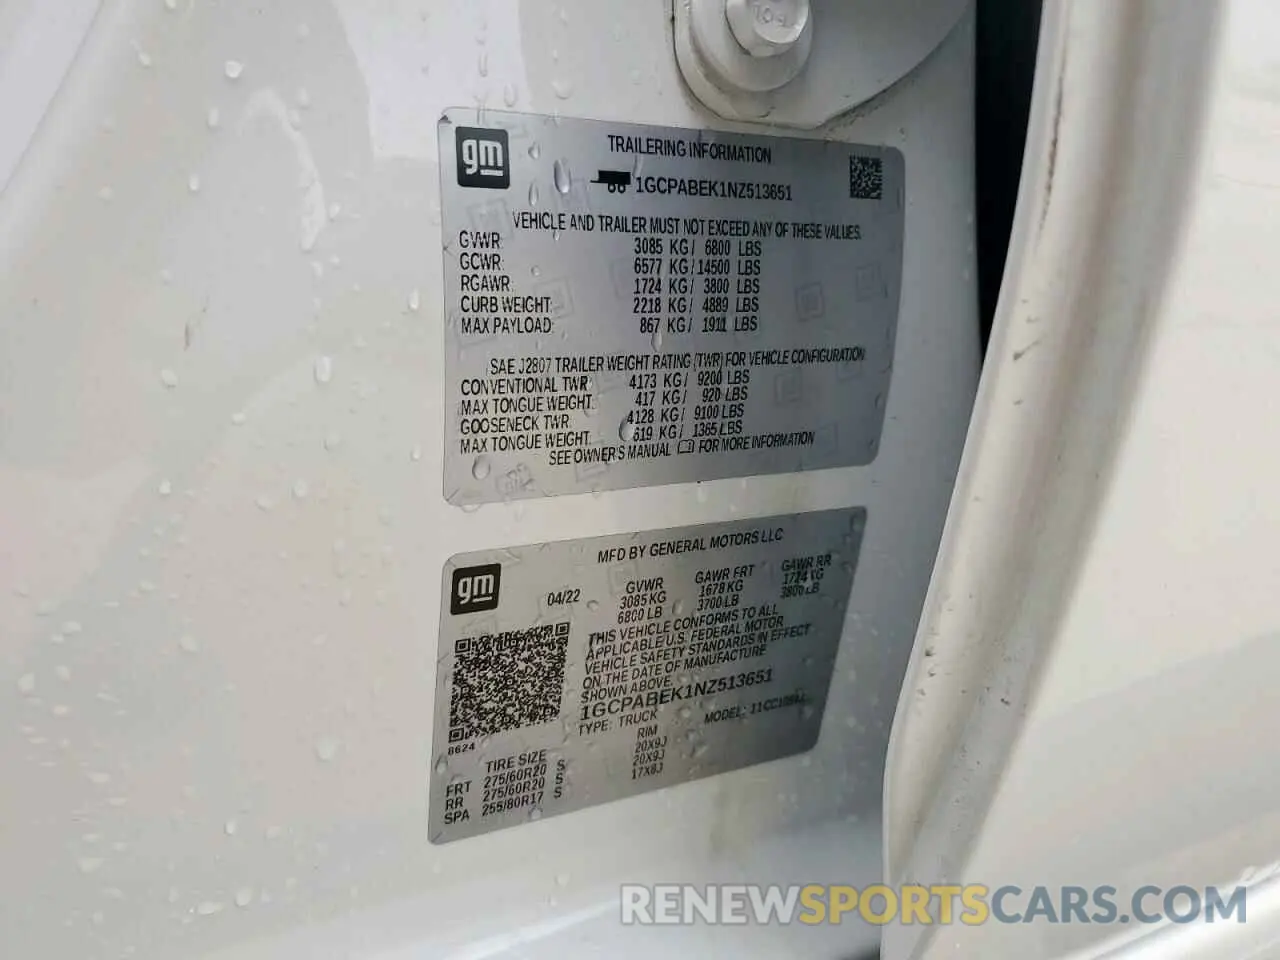 gm
TRAILERING INFORMATION
1GCPABEK1NZ513651
VEHICLE AND TRAILER MUST NOT EXCEED ANY OF THESE VALUES.
GVWR: 3085 KG/ 6800 LBS
GCWR: 6577 KG/ 14500 LBS
RGAWR: 1724 KG/ 3800 LBS
CURB WEIGHT: 2218 KG/ 4889 LBS
MAX PAYLOAD: 867 KG/ 1911 LBS
SAE J2807 TRAILER WEIGHT RATING (TWR) FOR VEHICLE CONFIGURATION
CONVENTIONAL TWR: 4173 KG/ 9200 LBS
MAX TONGUE WEIGHT: 417 KG/ 920 LBS
GOOSENECK TWR: 4128 KG/ 9100 LBS
MAX TONGUE WEIGHT: 619 KG/ 1365 LBS
SEE OWNER'S MANUAL FOR MORE INFORMATION
MFD BY GENERAL MOTORS LLC
gm
04/22
GVWR GAWR FRT GAWR RR
3085 KG 1678 KG 1724 KG
6800 LB 3700 LB 3800 LB
THIS VEHICLE CONFORMS TO ALL
APPLICABLE U.S. FEDERAL MOTOR
VEHICLE SAFETY STANDARDS IN EFFECT
ON THE DATE OF MANUFACTURE
SHOWN ABOVE.
1GCPABEK1NZ513651
TYPE: TRUCK MODEL:
8624
TIRE SIZE RIM
FRT 275/60R20 S 20X9J
RR 275/60R20 S 20X9J
SPA 255/80R17 S 17X8J
RENEWSPORTSCARS.COM